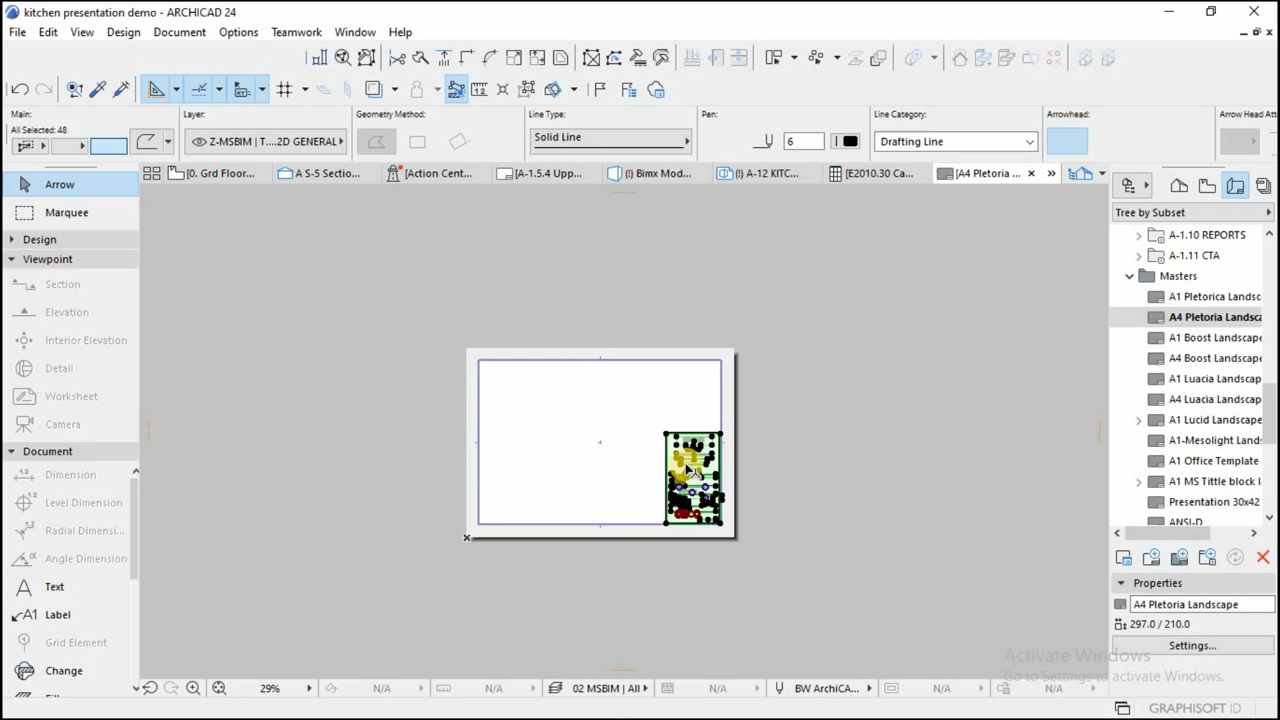 kitchen presentation demo - ARCHICAD 24
File Edit View Design Document Options Teamwork Window Help
Main:
All Selected: 48
Layer:
Z-MSBIM | T....2D GENERAL
Geometry Method:
Line Type:
Solid Line
Pen:
6
Line Category:
Drafting Line
Arrowhead:
Arrow Head Att
[0. Grd Floor...
A S-5 Sectio...
[Action Cent...
[A-1.5.4 Upp...
(!) Bimx Mod...
(!) A-12 KITC...
[E2010.30 Ca...
[A4 Pletoria ...
Arrow
Marquee
Design
Viewpoint
Section
Elevation
Interior Elevation
Detail
Worksheet
Camera
Document
Dimension
Level Dimension
Radial Dimensi...
Angle Dimension
Text
A1 Label
Grid Element
Change
Tree by Subset
A-1.10 REPORTS
A-1.11 CTA
Masters
A1 Pletorica Landsc
A4 Pletoria Landsca
A1 Boost Landscape
A4 Boost Landscape
A1 Luacia Landscap
A4 Luacia Landscap
A1 Lucid Landscape
A1-Mesolight Lands
A1 Office Template
A1 MS Tittle block l
Presentation 30x42
ANSI-D
Properties
A4 Pletoria Landscape
297.0 / 210.0
Settings...
Activate Windows
Go to Settings to activate Windows.
29%
N/A
N/A
02 MSBIM | All
N/A
BW ArchiCA...
N/A
N/A
GRAPHISOFT ID